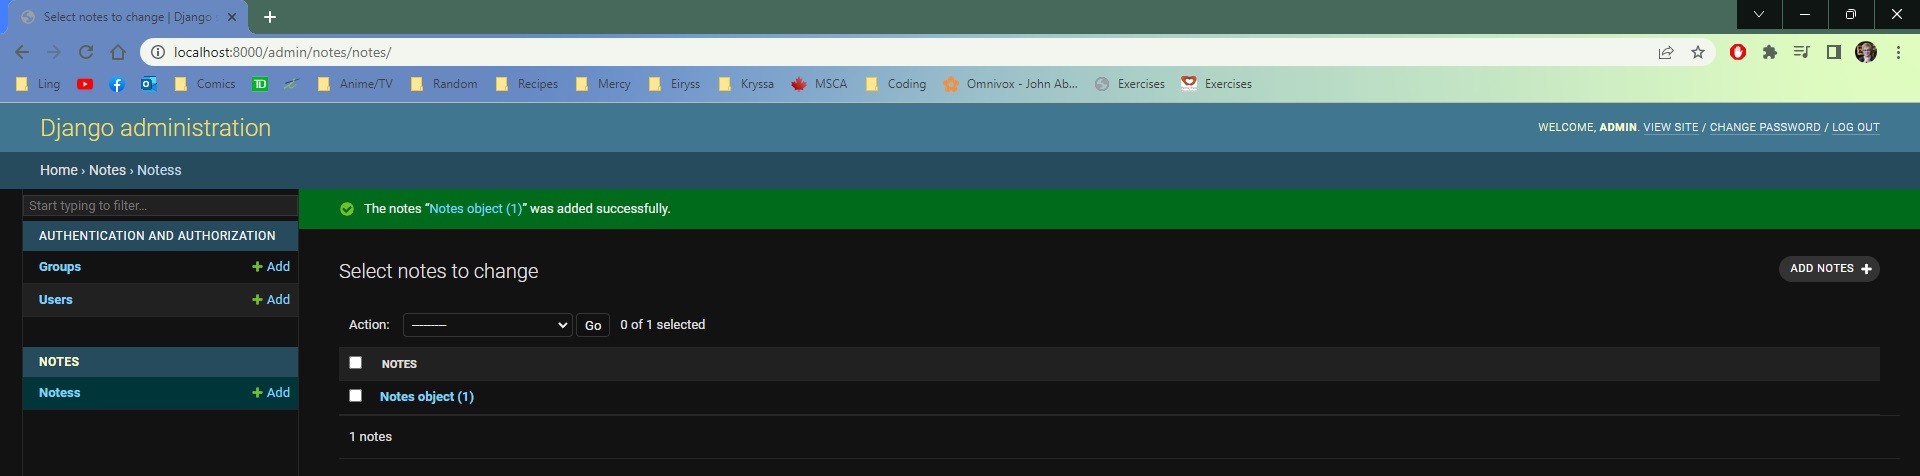 Select notes to change | Django
localhost:8000/admin/notes/notes/
Ling Comics TD Anime/TV Random Recipes Mercy Eiryss Kryssa MSCA Coding Omnivox - John Ab... Exercises Exercises
Django administration
WELCOME, ADMIN. VIEW SITE / CHANGE PASSWORD / LOG OUT
Home › Notes › Notess
Start typing to filter...
The notes “Notes object (1)” was added successfully.
AUTHENTICATION AND AUTHORIZATION
Groups + Add
Users + Add
NOTES
Notess + Add
Select notes to change
ADD NOTES +
Action: --------- Go 0 of 1 selected
NOTES
Notes object (1)
1 notes